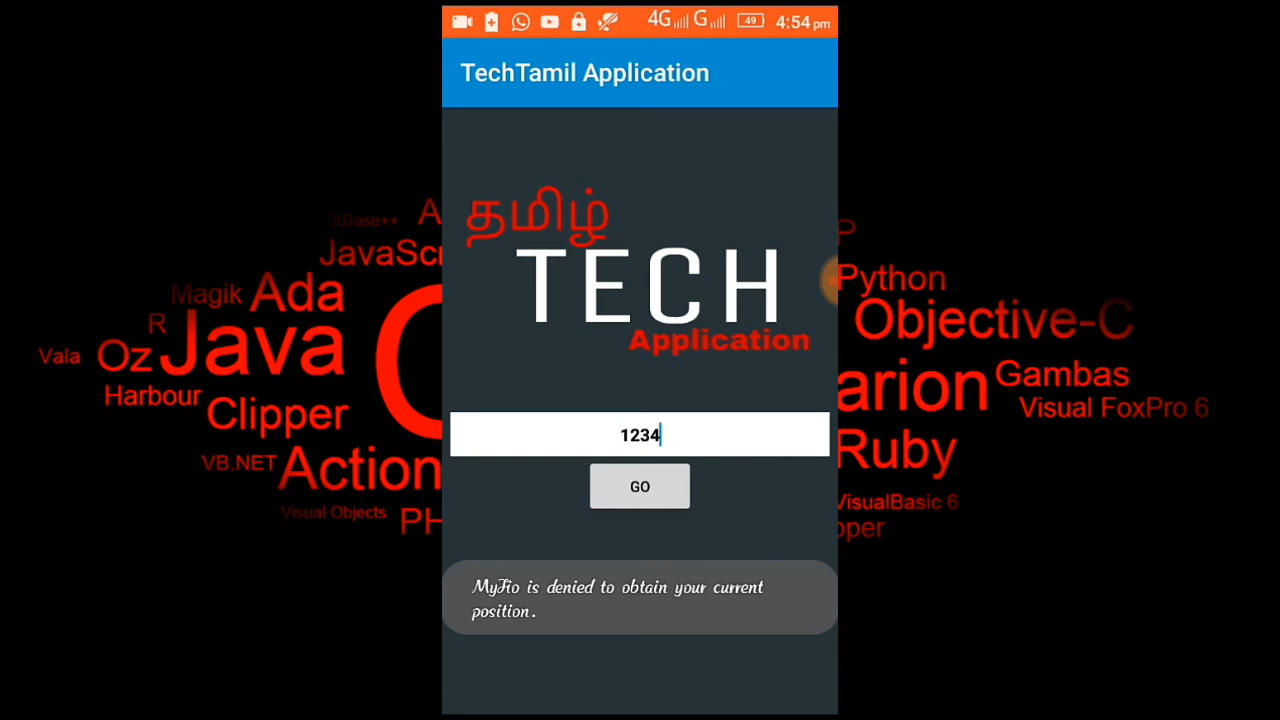 4G G 49 4:54 pm
TechTamil Application
தமிழ்
TECH
Application
1234
GO
MyJio is denied to obtain your current
position.
XBase++ A
JavaScr
Magik Ada
R Java
Vala Oz
Harbour
Clipper
VB.NET Action
Visual Objects PH
P
Python
Objective-C
arion Gambas
Visual FoxPro 6
Ruby
VisualBasic 6
pper